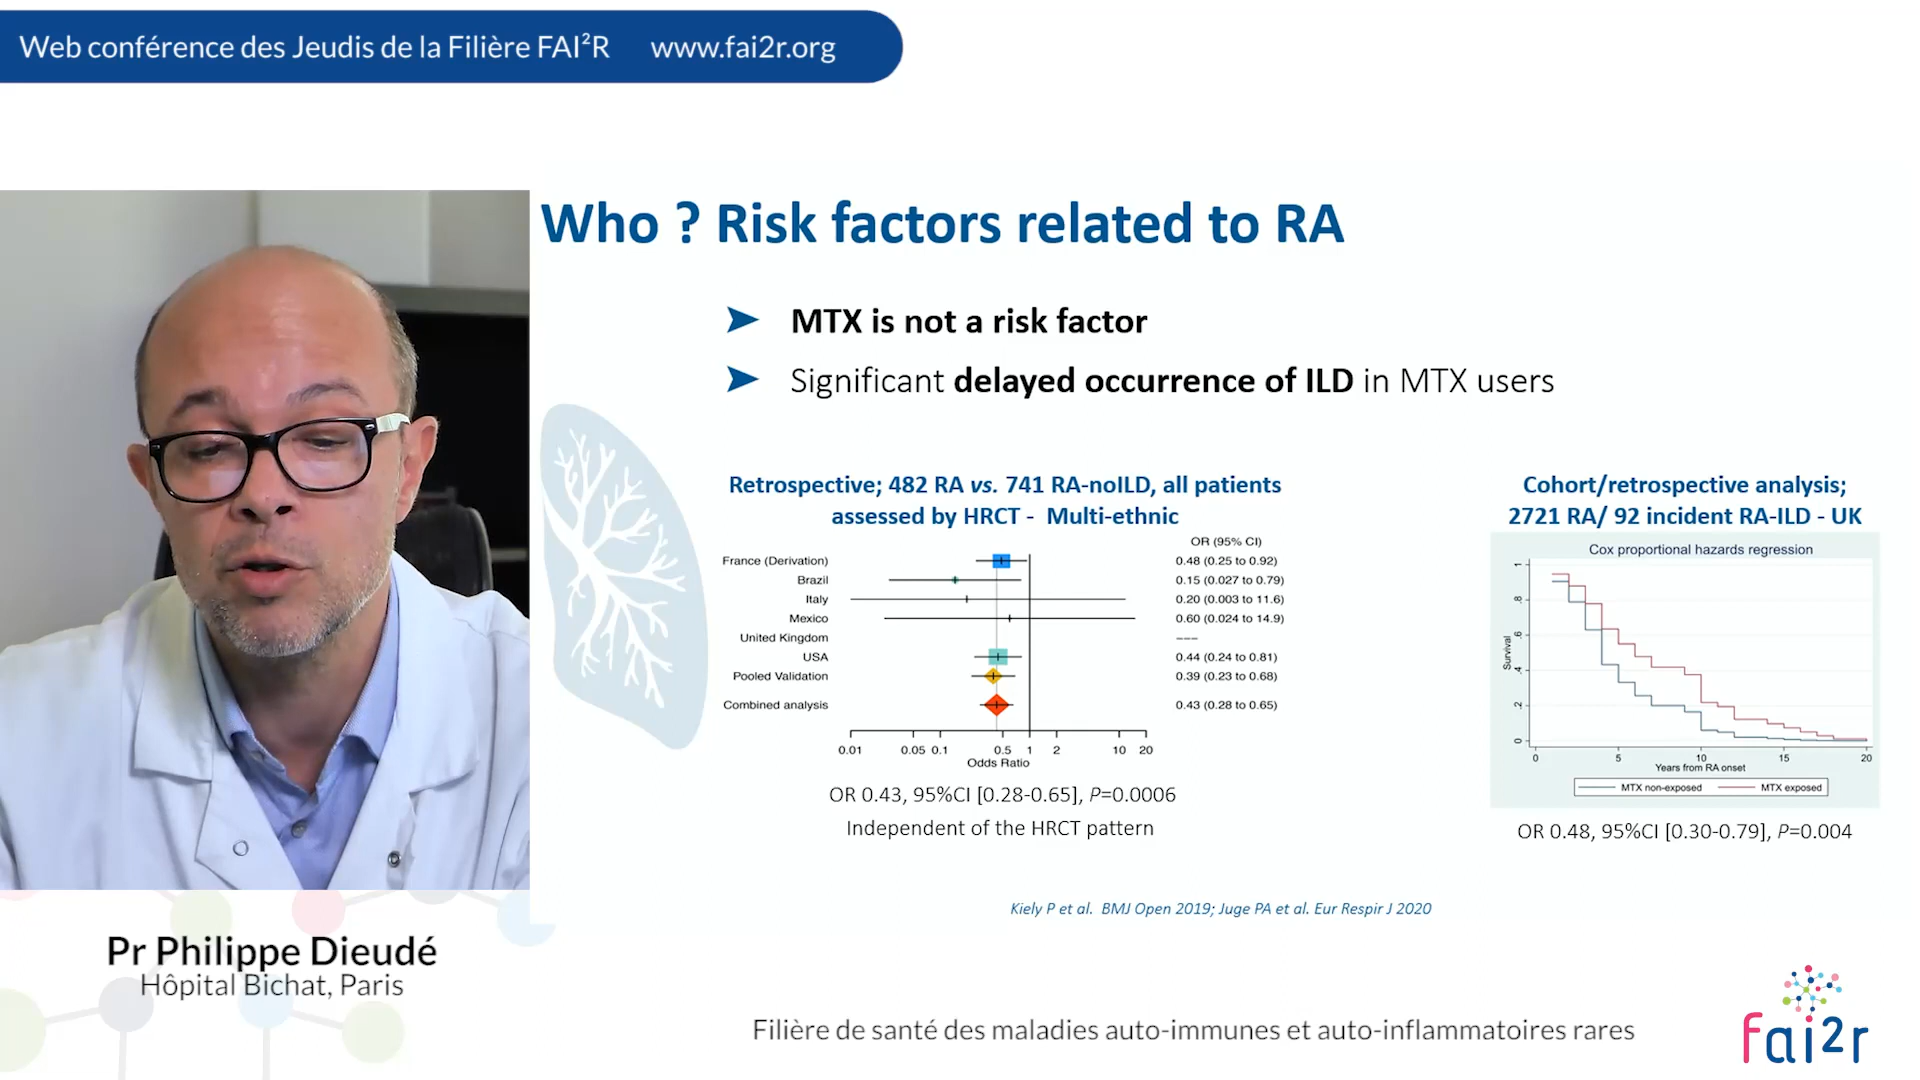 Web conférence des Jeudis de la Filière FAI²R www.fai2r.org
Who ? Risk factors related to RA
MTX is not a risk factor
Significant delayed occurrence of ILD in MTX users
Retrospective; 482 RA vs. 741 RA-noILD, all patients
assessed by HRCT - Multi-ethnic
OR (95% CI)
France (Derivation) 0.48 (0.25 to 0.92)
Brazil 0.15 (0.027 to 0.79)
Italy 0.20 (0.003 to 11.6)
Mexico 0.60 (0.024 to 14.9)
United Kingdom ---
USA 0.44 (0.24 to 0.81)
Pooled Validation 0.39 (0.23 to 0.68)
Combined analysis 0.43 (0.28 to 0.65)
0.01 0.05 0.1 0.5 1 2 10 20
Odds Ratio
OR 0.43, 95%CI [0.28-0.65], P=0.0006
Independent of the HRCT pattern
Cohort/retrospective analysis;
2721 RA/ 92 incident RA-ILD - UK
Cox proportional hazards regression
Survival
1
.8
.6
.4
.2
0
0 5 10 15 20
Years from RA onset
MTX non-exposed MTX exposed
OR 0.48, 95%CI [0.30-0.79], P=0.004
Kiely P et al. BMJ Open 2019; Juge PA et al. Eur Respir J 2020
Pr Philippe Dieudé
Hôpital Bichat, Paris
Filière de santé des maladies auto-immunes et auto-inflammatoires rares
fai2r